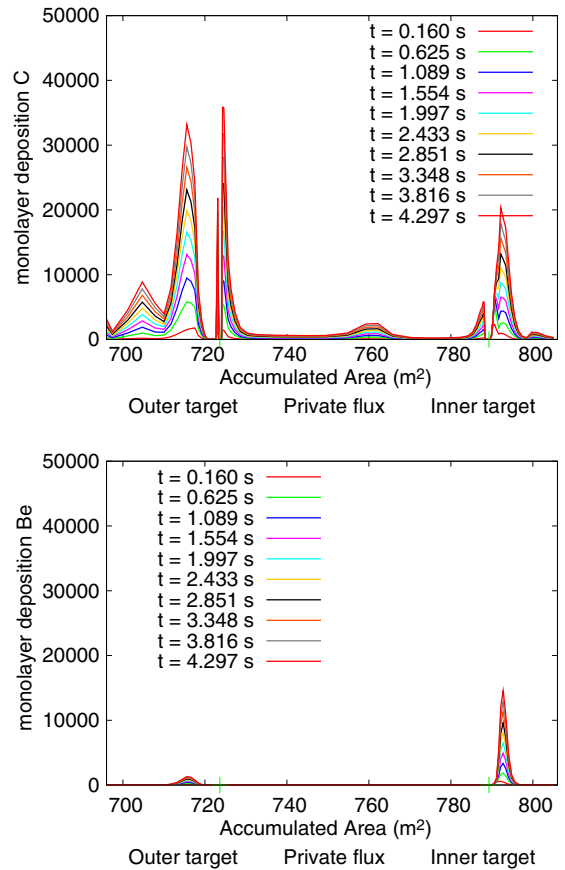 50000
40000
30000
20000
10000
0
monolayer deposition C
t = 0.160 s
t = 0.625 s
t = 1.089 s
t = 1.554 s
t = 1.997 s
t = 2.433 s
t = 2.851 s
t = 3.348 s
t = 3.816 s
t = 4.297 s
700 720 740 760 780 800
Accumulated Area (m²)
Outer target Private flux Inner target
50000
40000
30000
20000
10000
0
monolayer deposition Be
t = 0.160 s
t = 0.625 s
t = 1.089 s
t = 1.554 s
t = 1.997 s
t = 2.433 s
t = 2.851 s
t = 3.348 s
t = 3.816 s
t = 4.297 s
700 720 740 760 780 800
Accumulated Area (m²)
Outer target Private flux Inner target